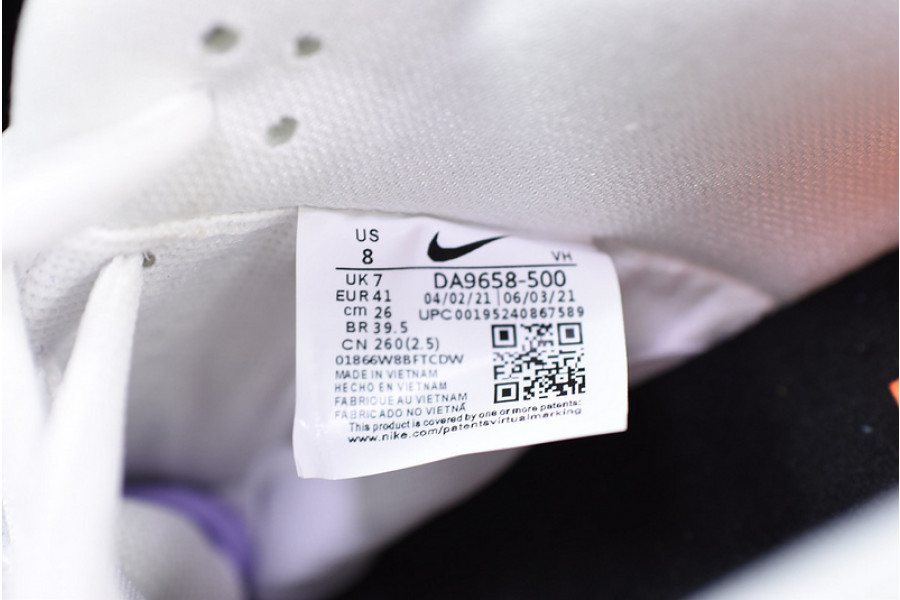 US
8
VH
UK 7
EUR 41
cm 26
BR 39.5
CN 260(2.5)
DA9658-500
04/02/21 | 06/03/21
UPC00195240867589
01866W8BFTCDW
MADE IN VIETNAM
HECHO EN VIETNAM
FABRIQUE AU VIETNAM
FABRICADO NO VIETNÃ
This product is covered by one or more patents:
www.nike.com/patentsvirtualmarking